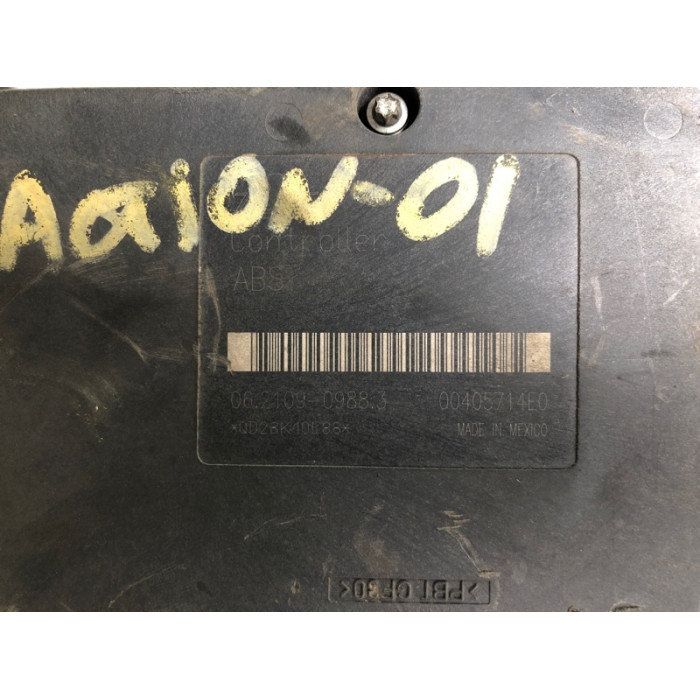 AaiON-01
Controller
ABS
06.2109-0988.3 00405714E0
MADE IN MEXICO
>PBT GF30<